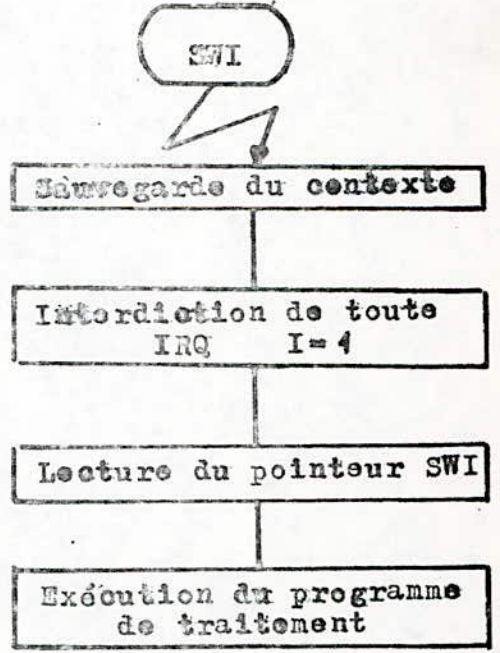 SWI
Sauvegarde du contexte
Interdiction de toute
IRQ I=1
Lecture du pointeur SWI
Exécution du programme
de traitement